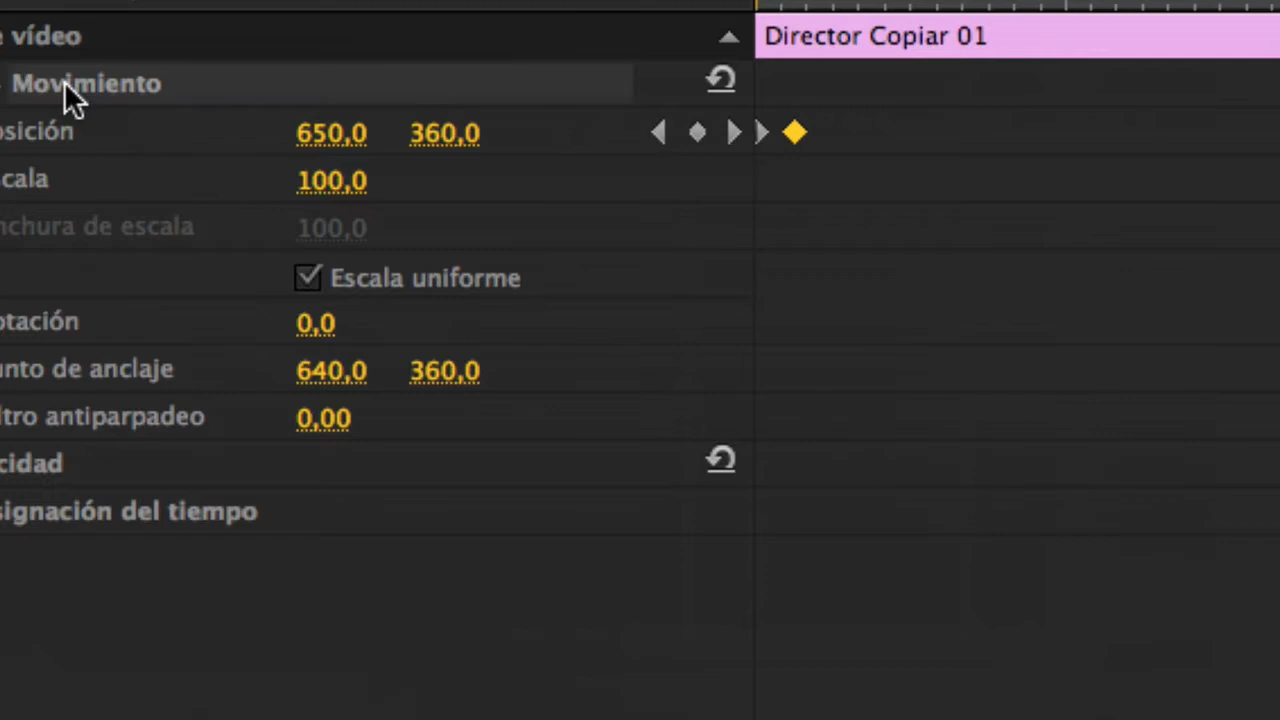 e vídeo
Director Copiar 01
Movimiento
osición 650,0 360,0
scala 100,0
nchura de escala 100,0
Escala uniforme
otación 0,0
unto de anclaje 640,0 360,0
ltro antiparpadeo 0,00
cidad
signación del tiempo